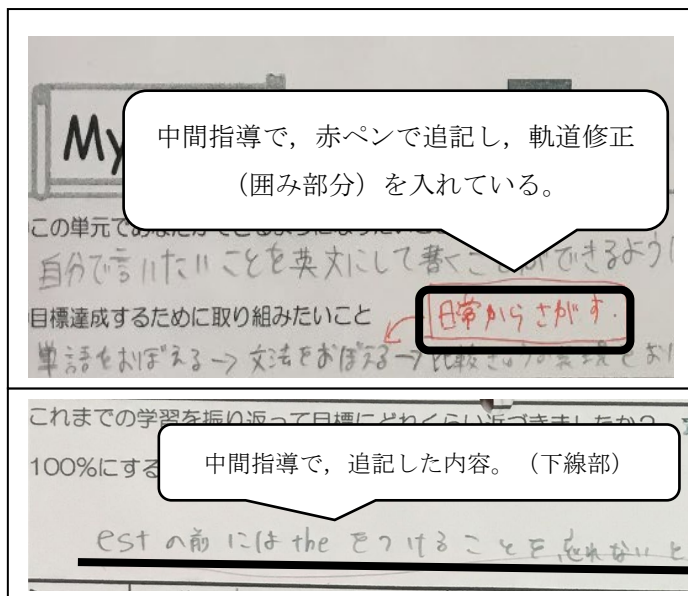 My
中間指導で，赤ペンで追記し，軌道修正
（囲み部分）を入れている。
この単元で
自分で言いたいことを英文にして書くことができるよう
目標達成するために取り組みたいこと
日常からさがす.
単語をおぼえる→文法をおぼえる→比較きゅうの表現をお
これまでの学習を振り返って目標にどれくらい近づきましたか？
100%にする
中間指導で，追記した内容。（下線部）
estの前にはtheをつけることを忘れない